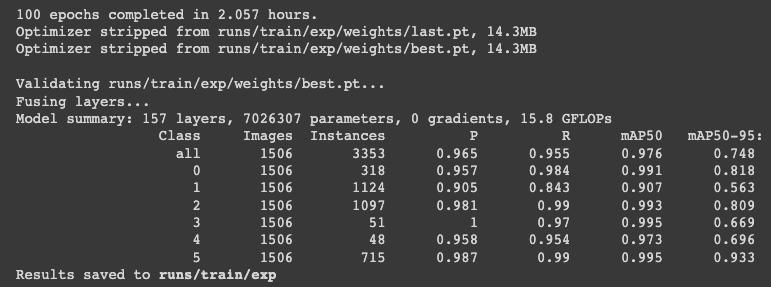 100 epochs completed in 2.057 hours.
Optimizer stripped from runs/train/exp/weights/last.pt, 14.3MB
Optimizer stripped from runs/train/exp/weights/best.pt, 14.3MB
Validating runs/train/exp/weights/best.pt...
Fusing layers...
Model summary: 157 layers, 7026307 parameters, 0 gradients, 15.8 GFLOPs
Class Images Instances P R mAP50 mAP50-95:
all 1506 3353 0.965 0.955 0.976 0.748
0 1506 318 0.957 0.984 0.991 0.818
1 1506 1124 0.905 0.843 0.907 0.563
2 1506 1097 0.981 0.99 0.993 0.809
3 1506 51 1 0.97 0.995 0.669
4 1506 48 0.958 0.954 0.973 0.696
5 1506 715 0.987 0.99 0.995 0.933
Results saved to runs/train/exp